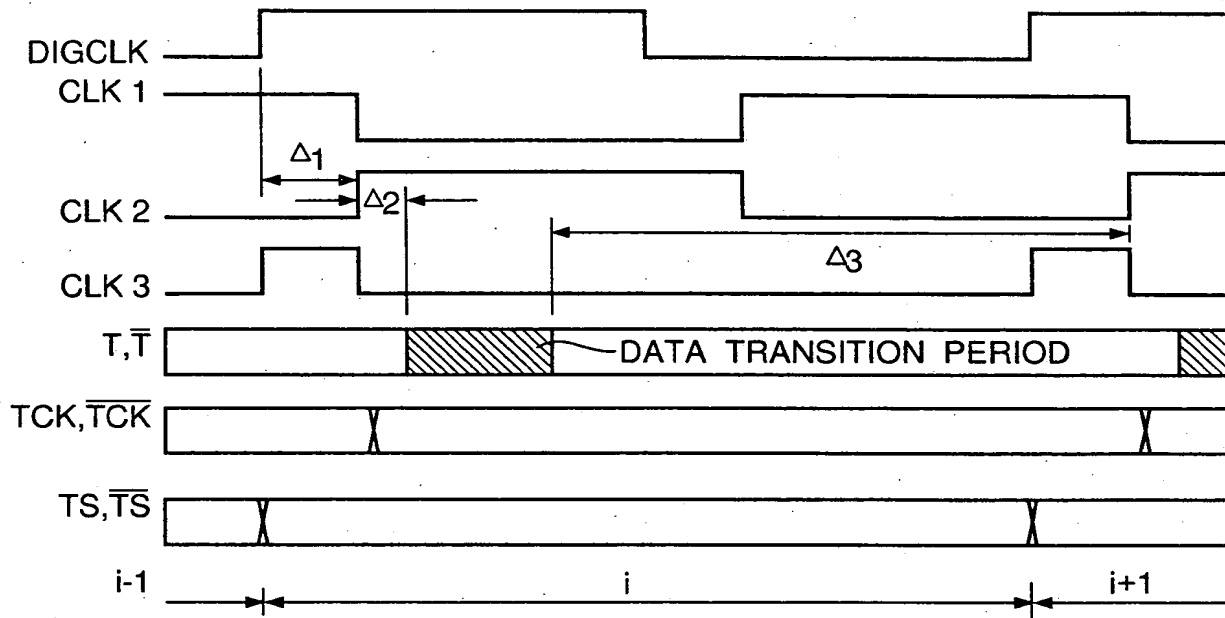 DIGCLK
CLK 1
Δ1
Δ2
CLK 2
Δ3
CLK 3
T,T̅ DATA TRANSITION PERIOD
TCK,T̅C̅K̅
TS,T̅S̅
i-1 i i+1